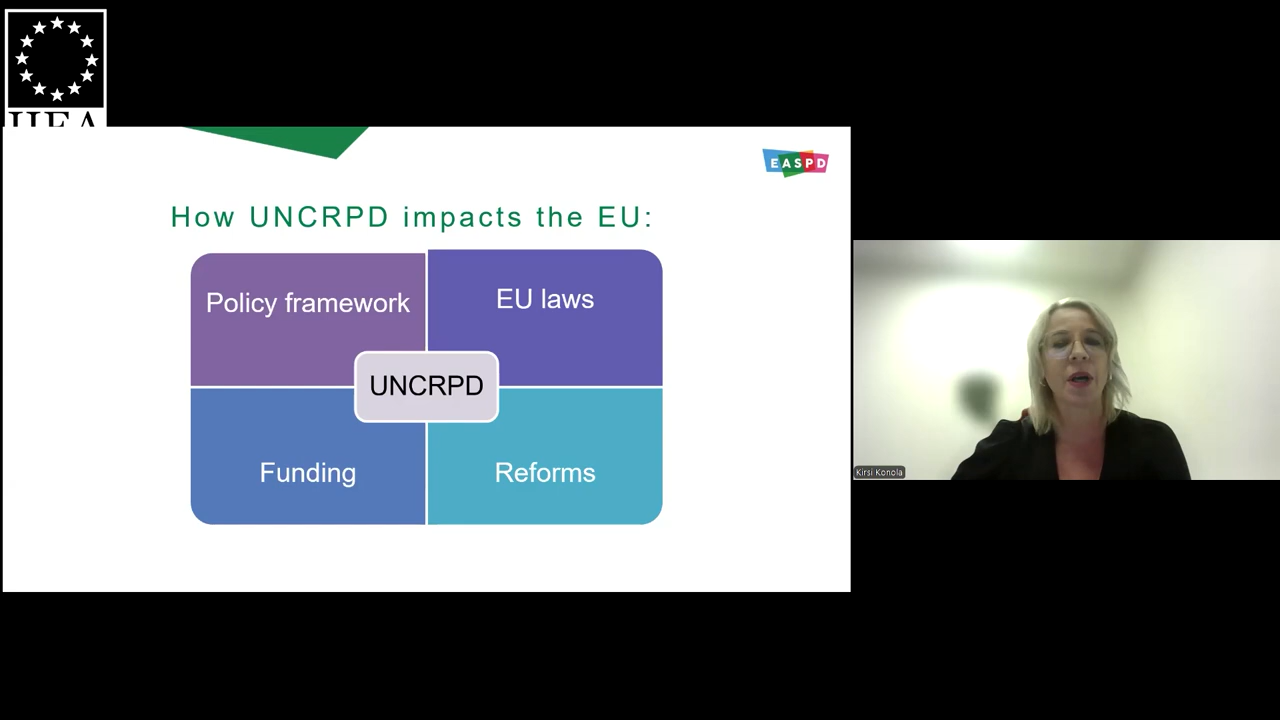 EASPD
How UNCRPD impacts the EU:
Policy framework
EU laws
UNCRPD
Funding
Reforms
Kirsi Konola